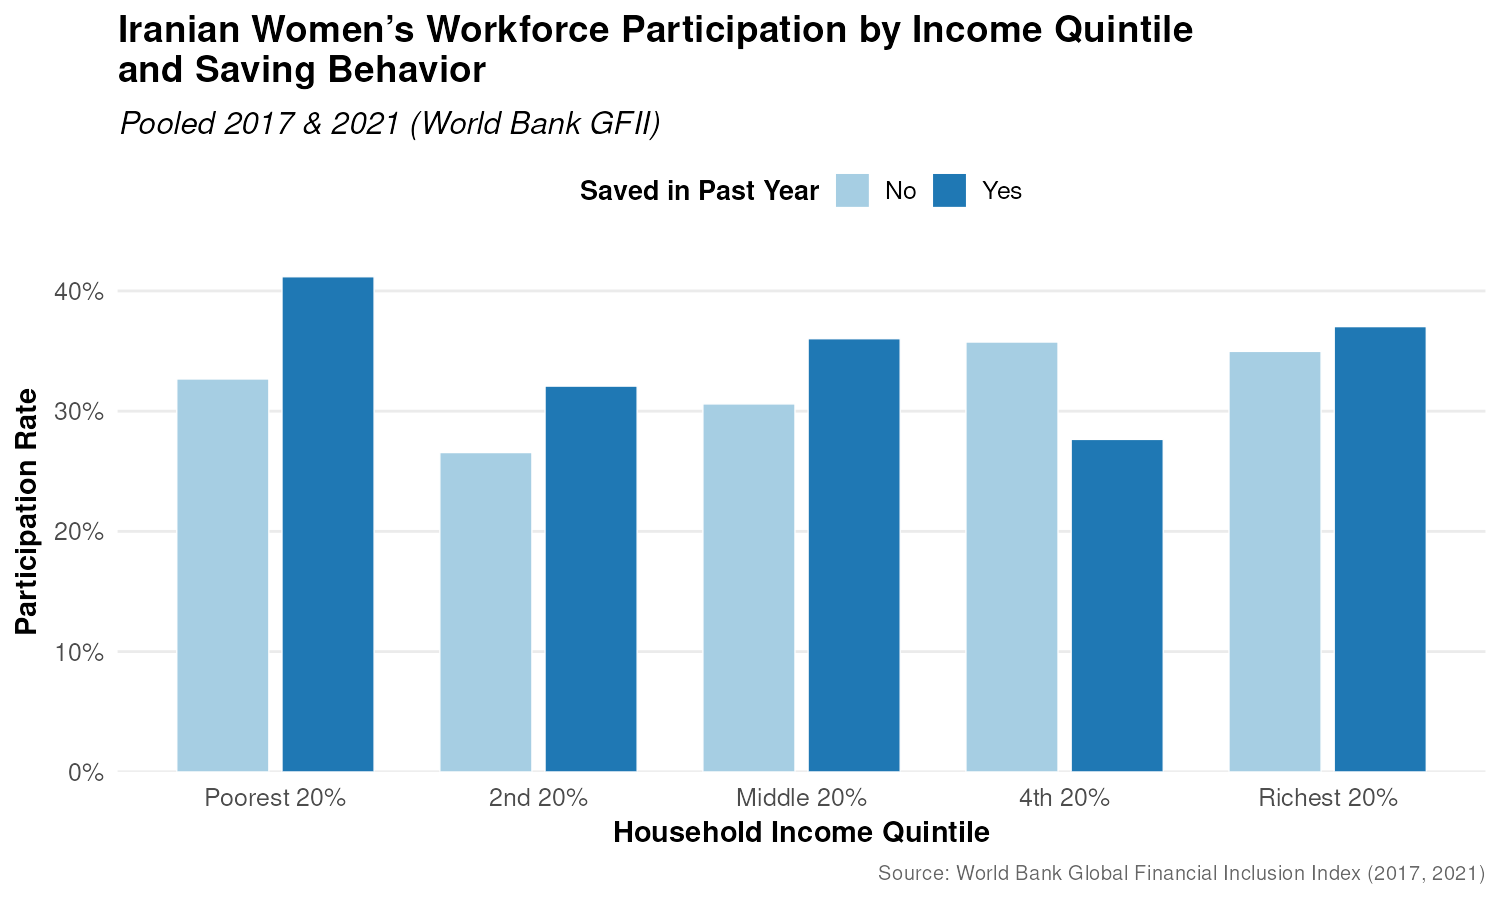 Iranian Women’s Workforce Participation by Income Quintile
and Saving Behavior
Pooled 2017 & 2021 (World Bank GFII)
Saved in Past Year No Yes
Participation Rate
40%
30%
20%
10%
0%
Poorest 20% 2nd 20% Middle 20% 4th 20% Richest 20%
Household Income Quintile
Source: World Bank Global Financial Inclusion Index (2017, 2021)